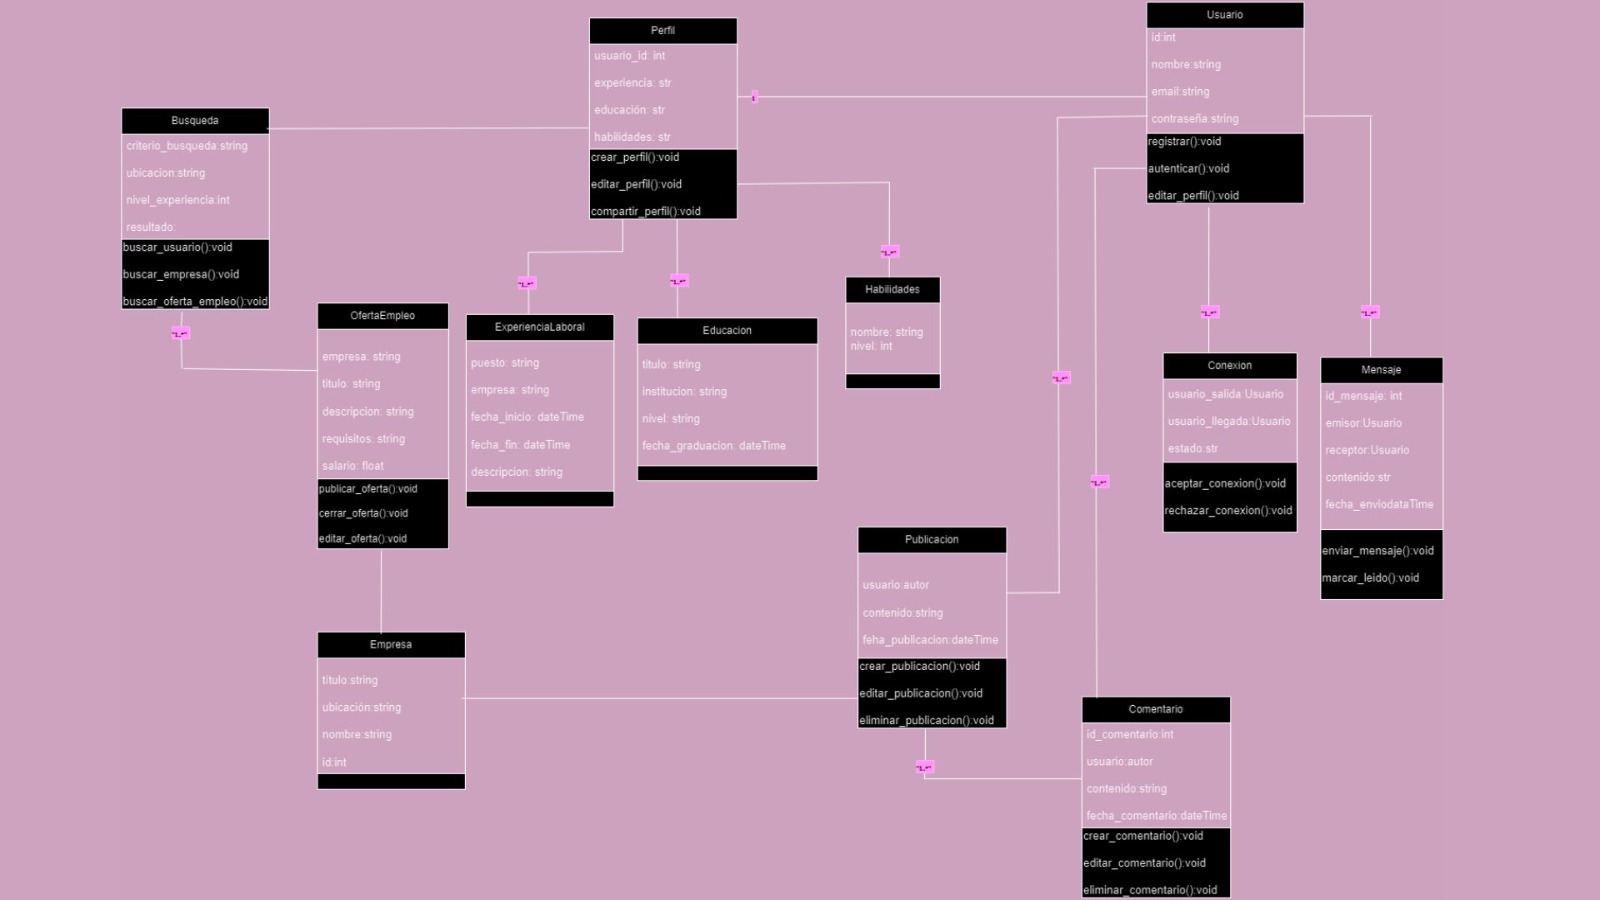 Perfil
usuario_id: int
experiencia: str
educación: str
habilidades: str
crear_perfil():void
editar_perfil():void
compartir_perfil():void
Usuario
id:int
nombre:string
email:string
contraseña:string
registrar():void
autenticar():void
editar_perfil():void
Busqueda
criterio_busqueda:string
ubicacion:string
nivel_experiencia:int
resultado:
buscar_usuario():void
buscar_empresa():void
buscar_oferta_empleo():void
OfertaEmpleo
empresa: string
titulo: string
descripcion: string
requisitos: string
salario: float
publicar_oferta():void
cerrar_oferta():void
editar_oferta():void
ExperienciaLaboral
puesto: string
empresa: string
fecha_inicio: dateTime
fecha_fin: dateTime
descripcion: string
Educacion
titulo: string
institucion: string
nivel: string
fecha_graduacion: dateTime
Habilidades
nombre: string
nivel: int
Conexion
usuario_salida:Usuario
usuario_llegada:Usuario
estado:str
aceptar_conexion():void
rechazar_conexion():void
Mensaje
id_mensaje: int
emisor:Usuario
receptor:Usuario
contenido:str
fecha_enviodataTime
enviar_mensaje():void
marcar_leido():void
Publicacion
usuario:autor
contenido:string
feha_publicacion:dateTime
crear_publicacion():void
editar_publicacion():void
eliminar_publicacion():void
Empresa
título:string
ubicación:string
nombre:string
id:int
Comentario
id_comentario:int
usuario:autor
contenido:string
fecha_comentario:dateTime
crear_comentario():void
editar_comentario():void
eliminar_comentario():void